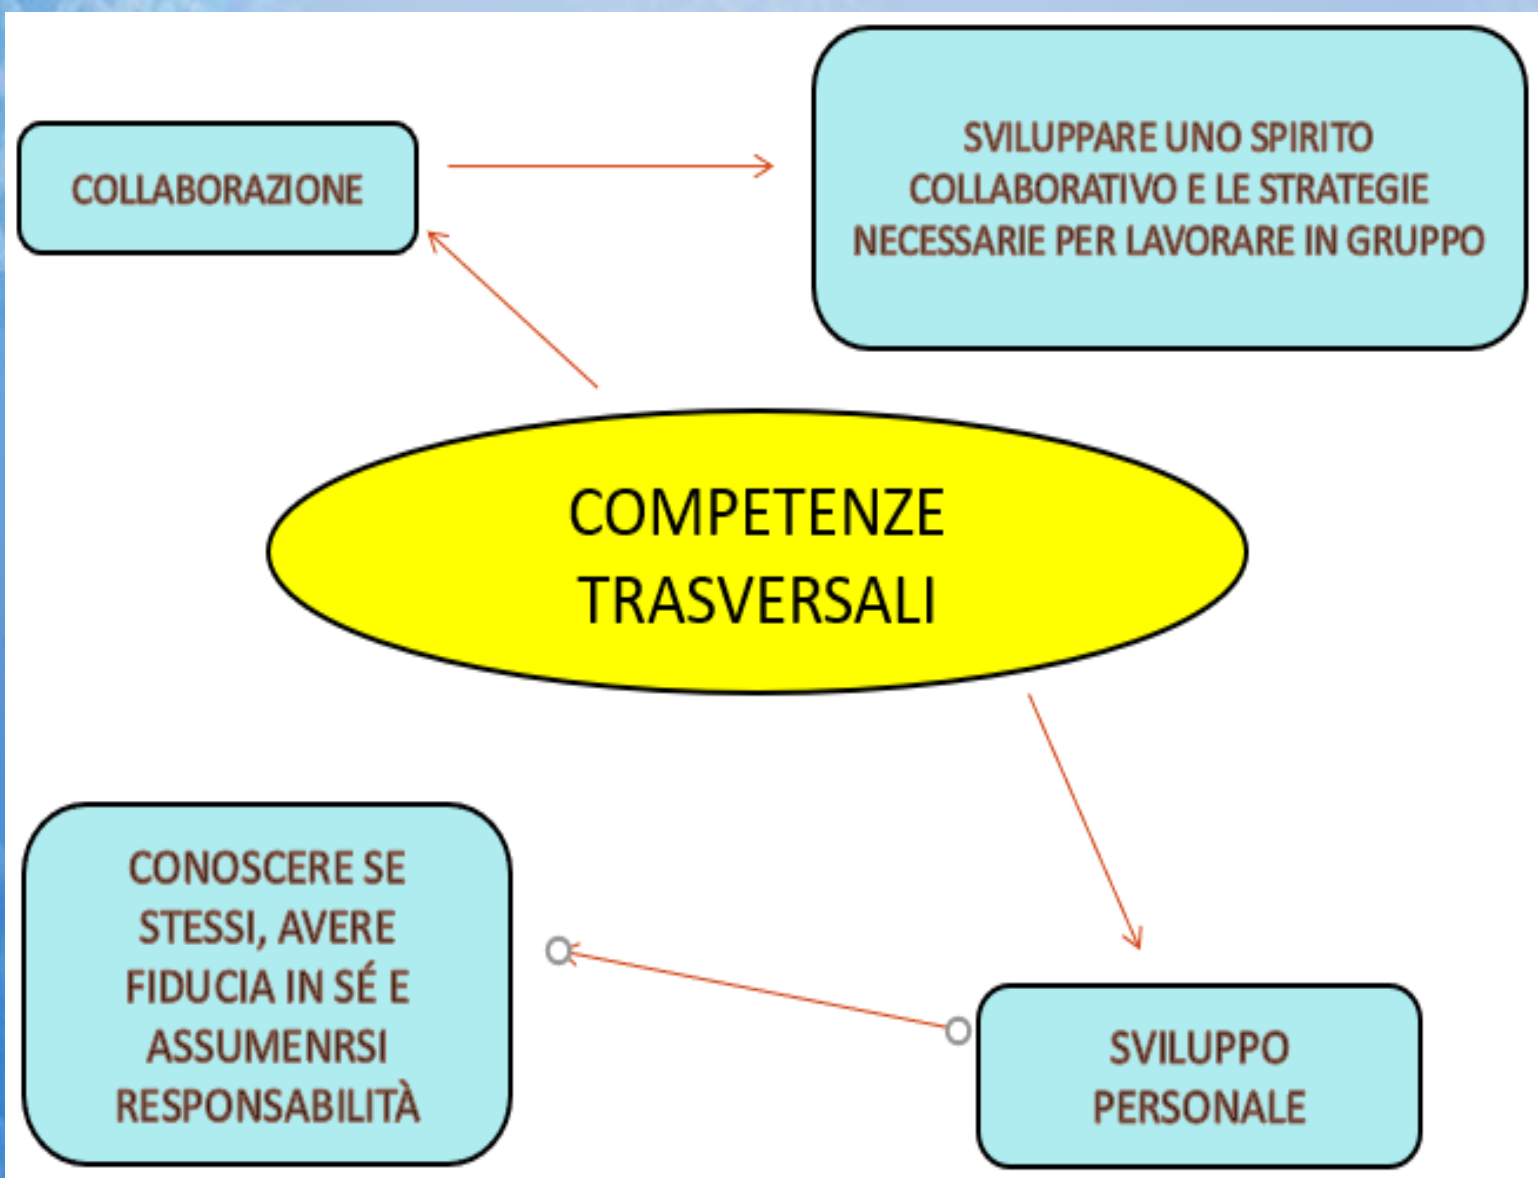 COLLABORAZIONE
SVILUPPARE UNO SPIRITO
COLLABORATIVO E LE STRATEGIE
NECESSARIE PER LAVORARE IN GRUPPO
COMPETENZE
TRASVERSALI
CONOSCERE SE
STESSI, AVERE
FIDUCIA IN SÉ E
ASSUMENRSI
RESPONSABILITÀ
SVILUPPO
PERSONALE